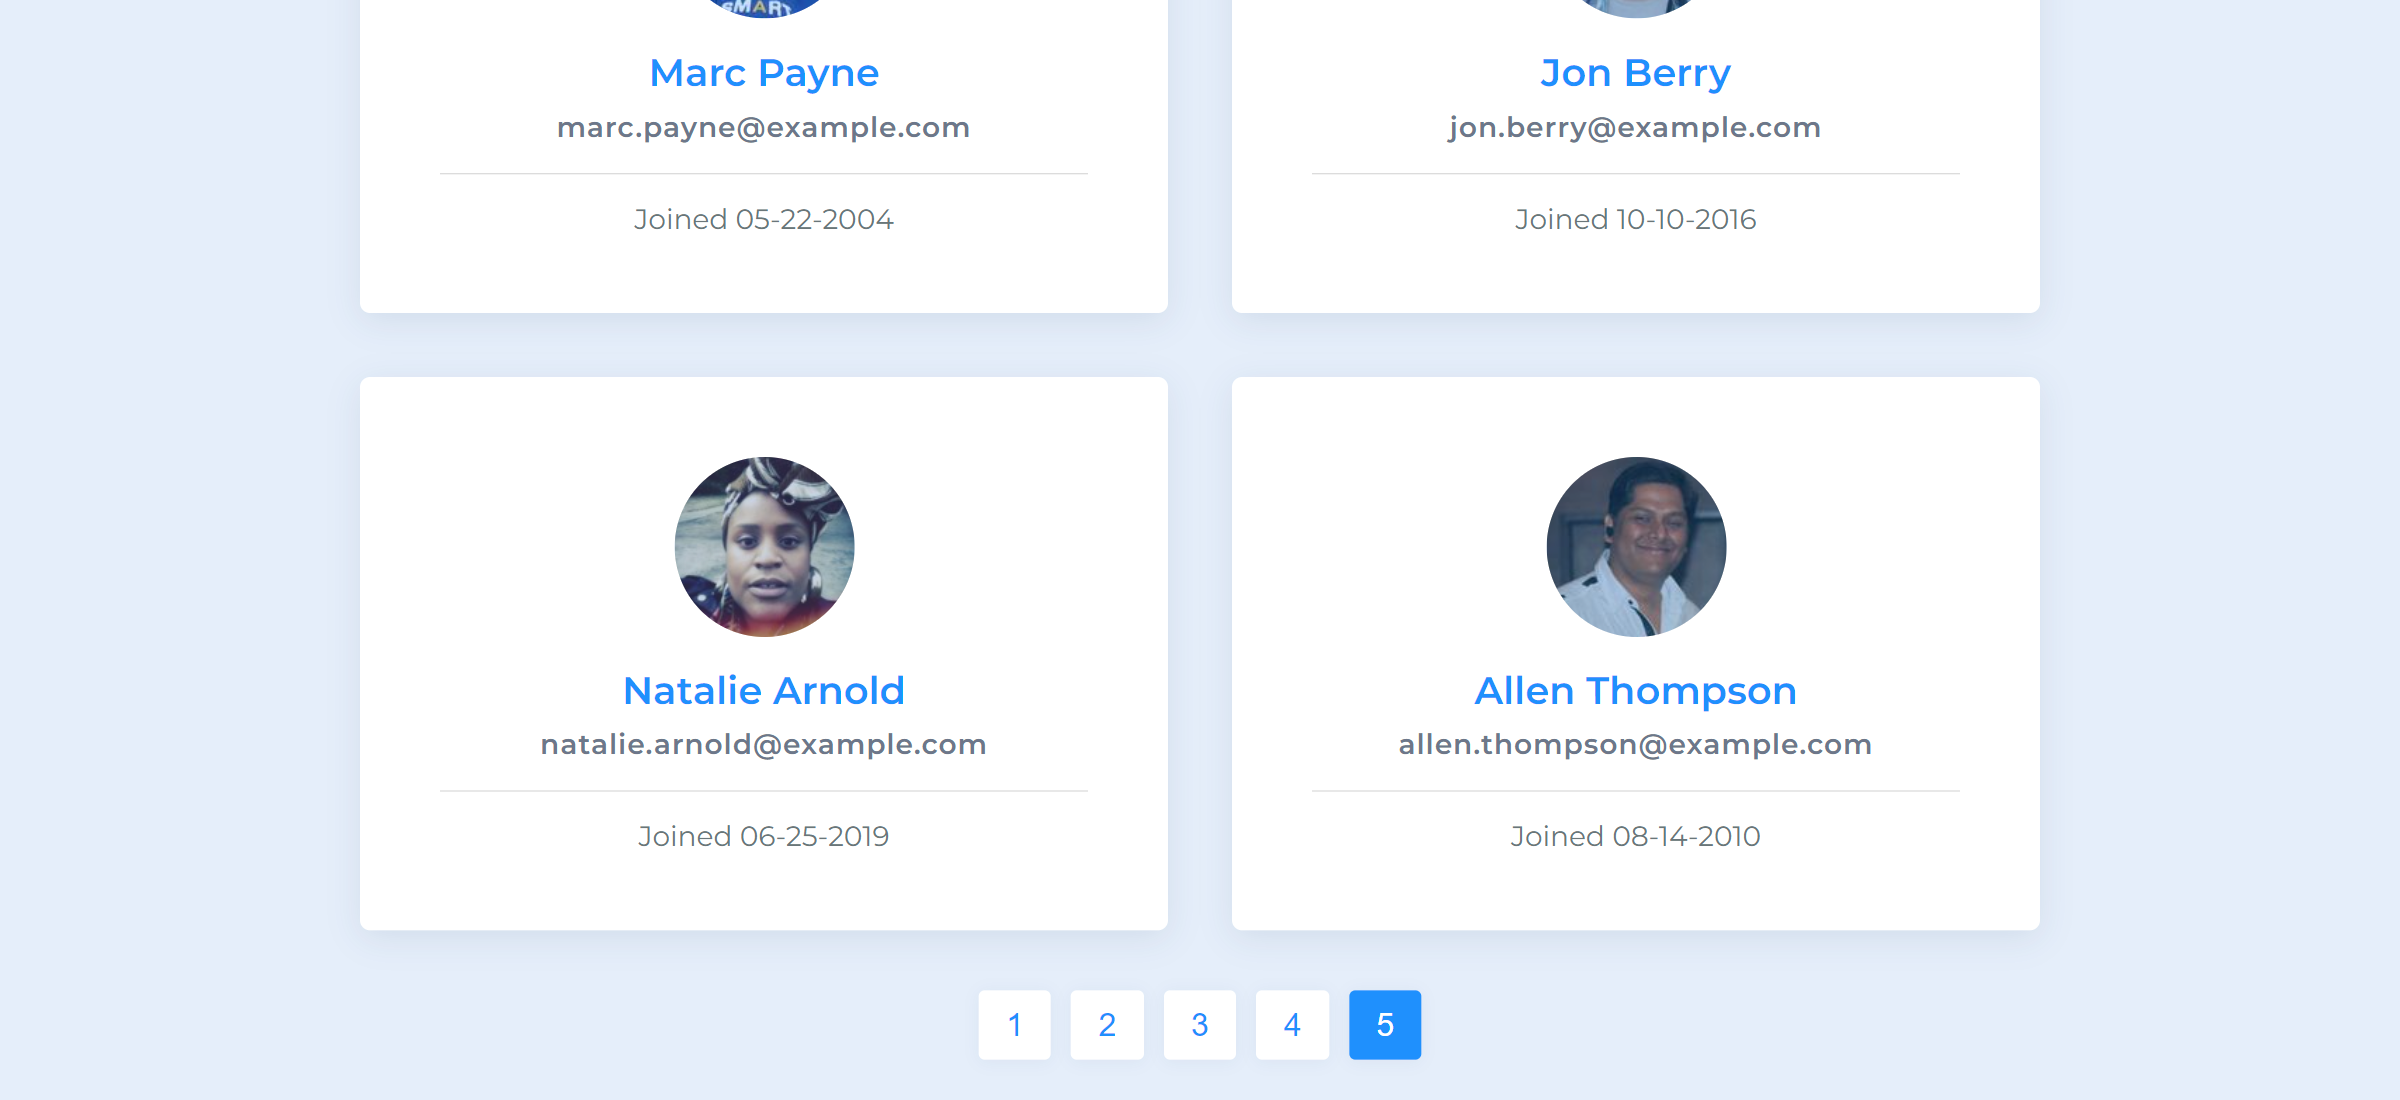 SMART
Marc Payne
marc.payne@example.com
Joined 05-22-2004
Jon Berry
jon.berry@example.com
Joined 10-10-2016
Natalie Arnold
natalie.arnold@example.com
Joined 06-25-2019
Allen Thompson
allen.thompson@example.com
Joined 08-14-2010
1 2 3 4 5